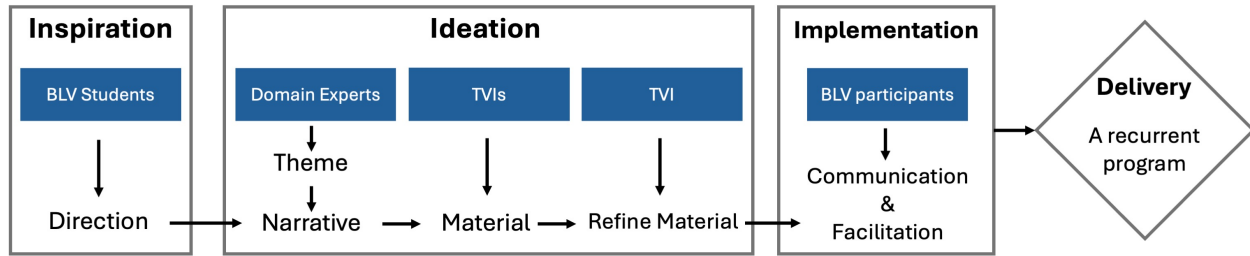 Inspiration
BLV Students
Direction
Ideation
Domain Experts
Theme
Narrative
TVIs
Material
TVI
Refine Material
Implementation
BLV participants
Communication
&
Facilitation
Delivery
A recurrent
program